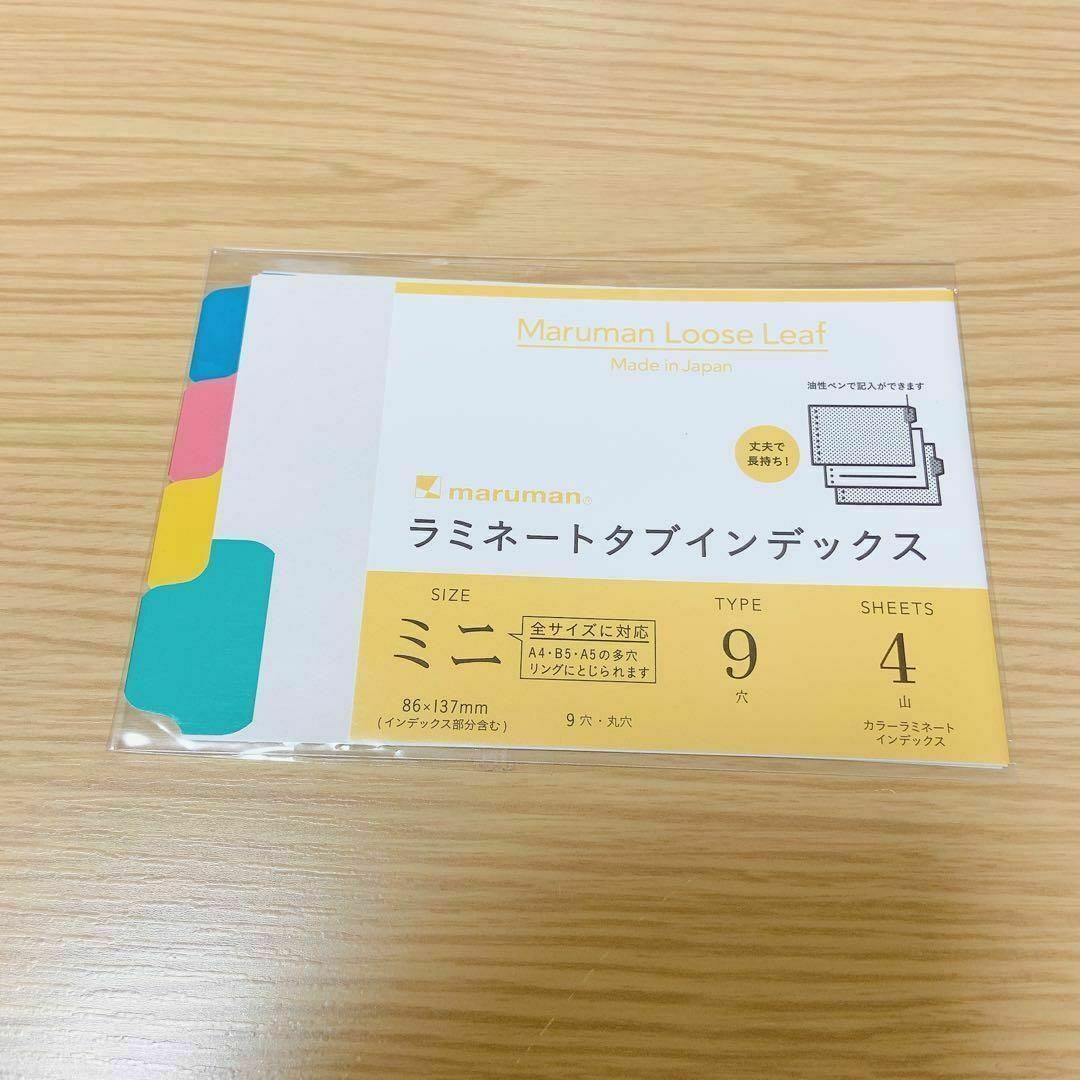 Maruman Loose Leaf
Made in Japan
油性ペンで記入ができます
丈夫で
長持ち!
maruman®
ラミネートタブインデックス
SIZE
ミニ
全サイズに対応
A4・B5・A5の多穴
リングにとじられます
86×137mm
(インデックス部分含む)
9穴・丸穴
TYPE
9
穴
SHEETS
4
山
カラーラミネート
インデックス